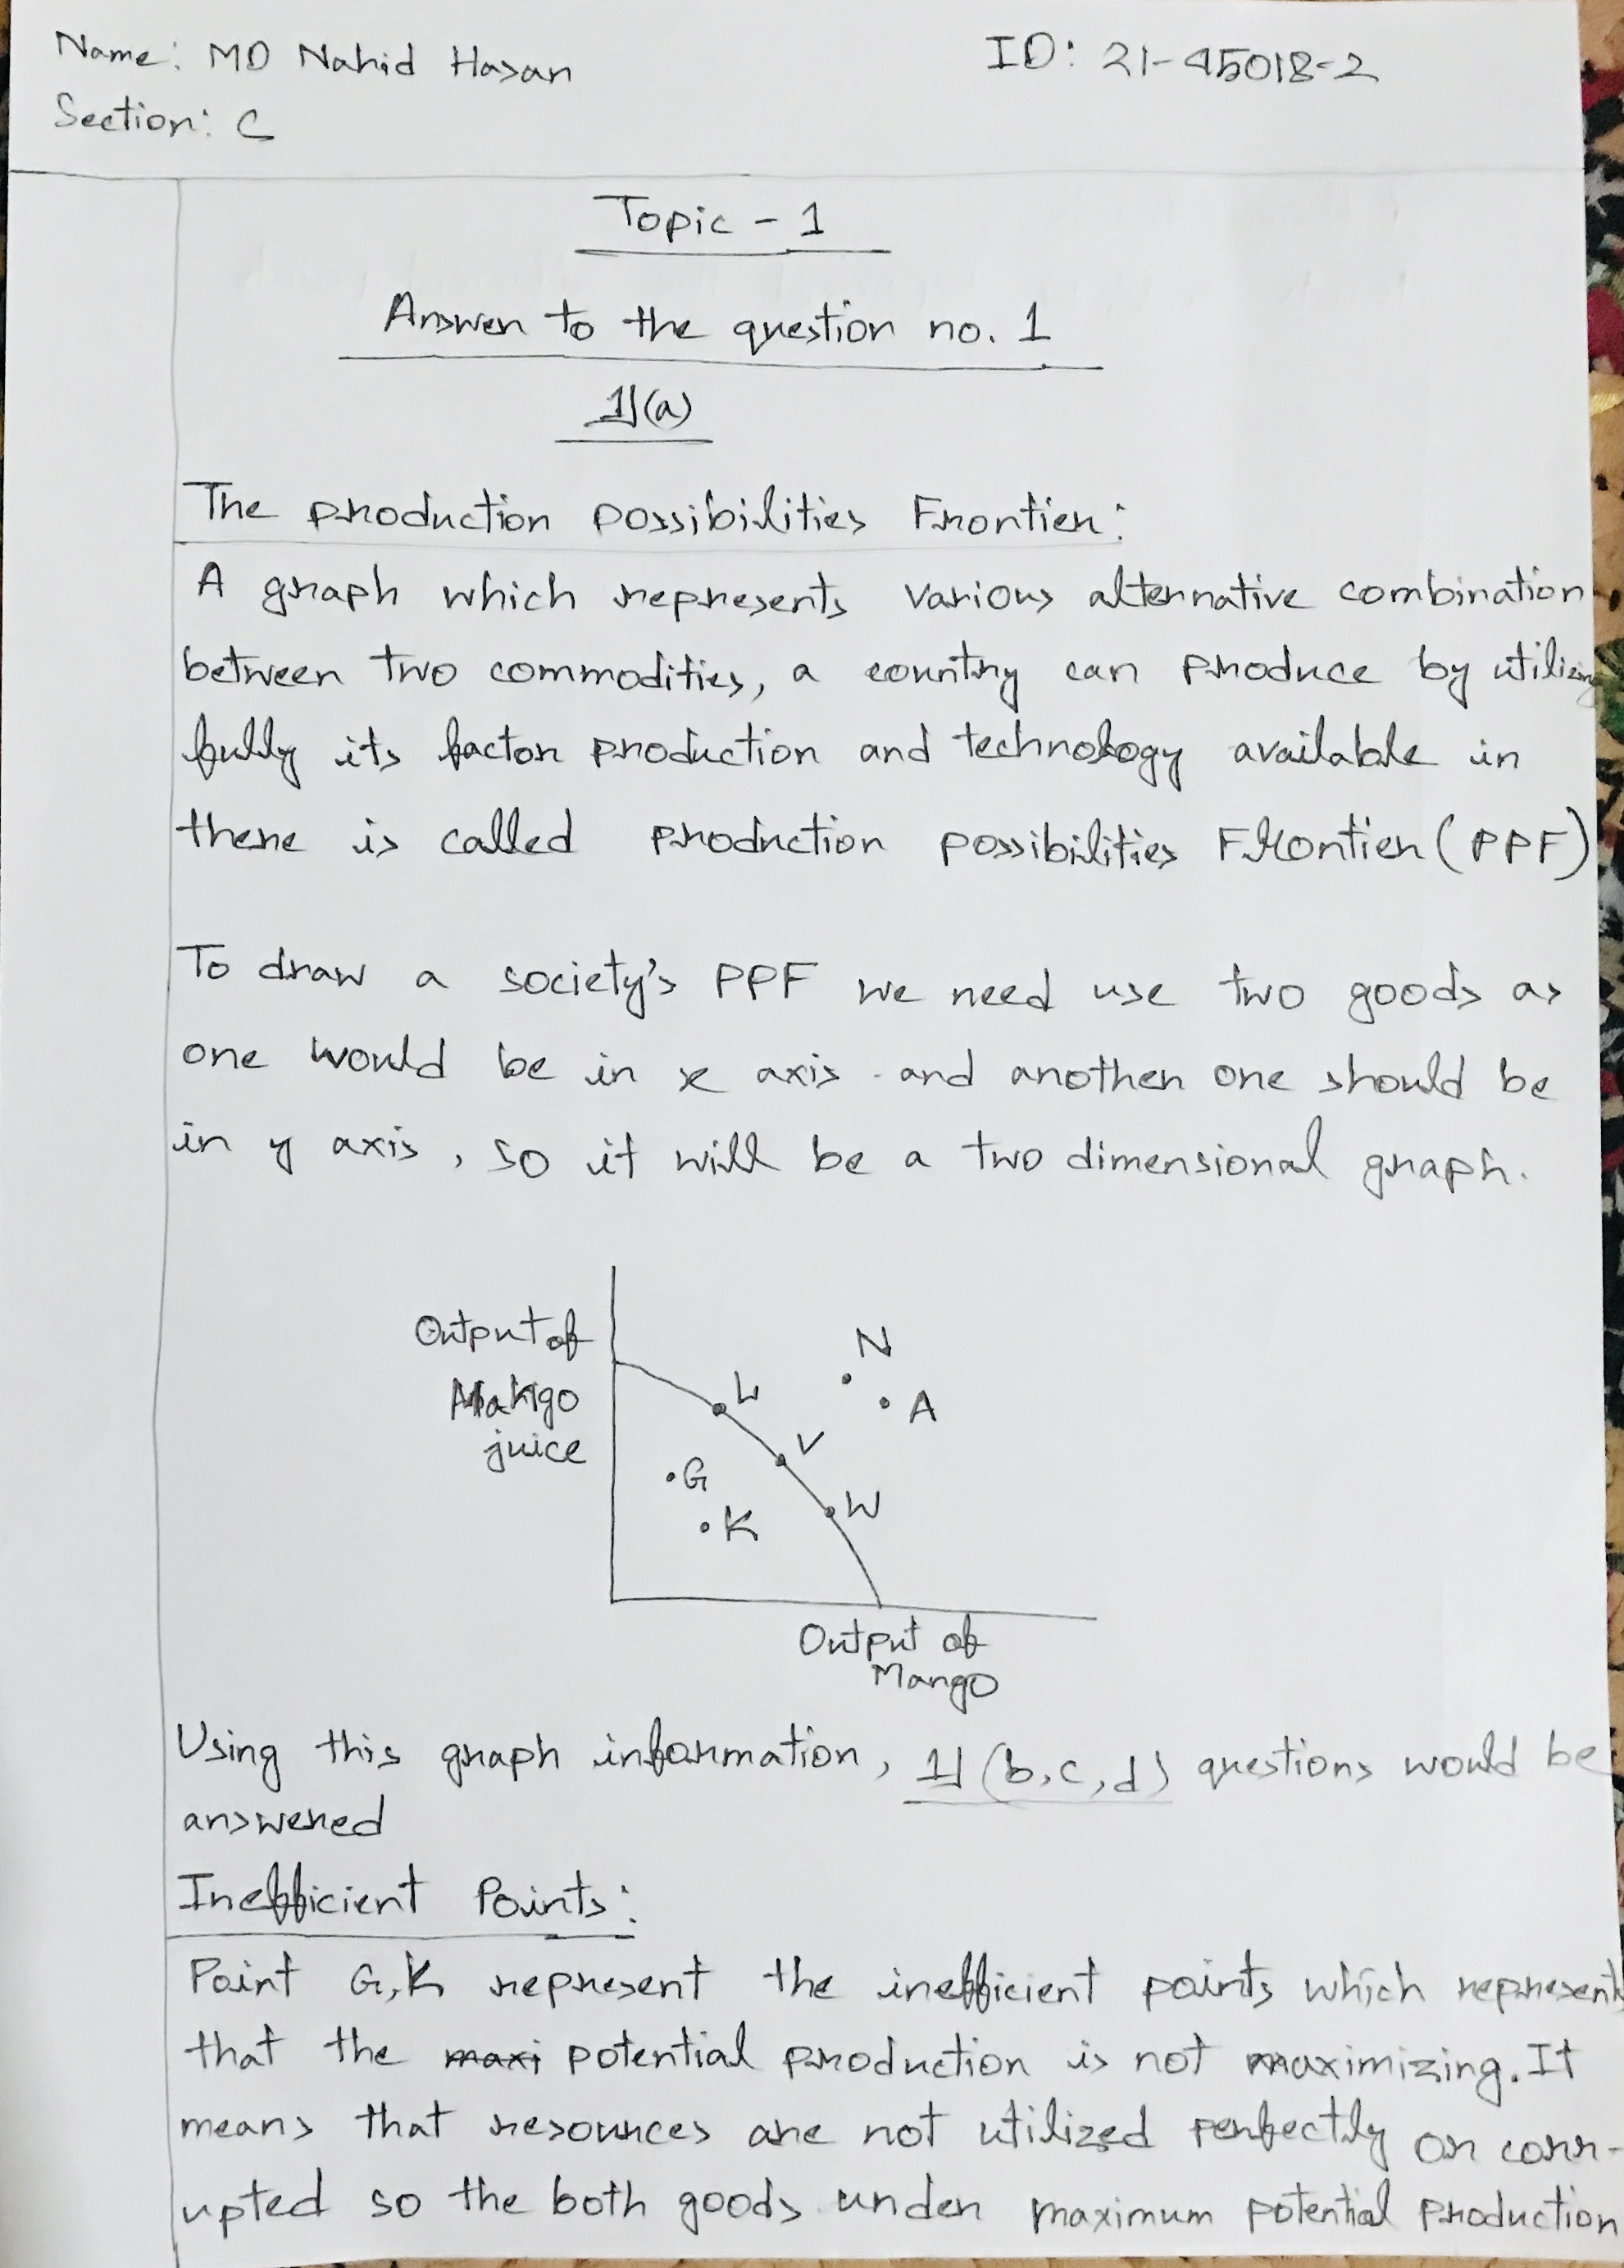 Name: MD Nahid Hasan
ID: 21-45018-2
Section: C
Topic - 1
Answer to the question no. 1
1](a)
The production possibilities Frontier:
A graph which represents various alternative combination
between two commodities, a country can produce by utilizing
fully its factor production and technology available in
there is called production possibilities Frontier (PPF)
To draw a society's PPF we need use two goods as
one would be in x axis and another one should be
in y axis, so it will be a two dimensional graph.
Output of
Mango
juice
N
A
L
V
W
G
K
Output of
Mango
Using this graph information, 1] (b,c,d) questions would be
answered
Inefficient Points:
Point G,K represent the inefficient points which represents
that the maxi potential production is not maximizing. It
means that resources are not utilized perfectly or corr-
upted so the both goods under maximum potential production